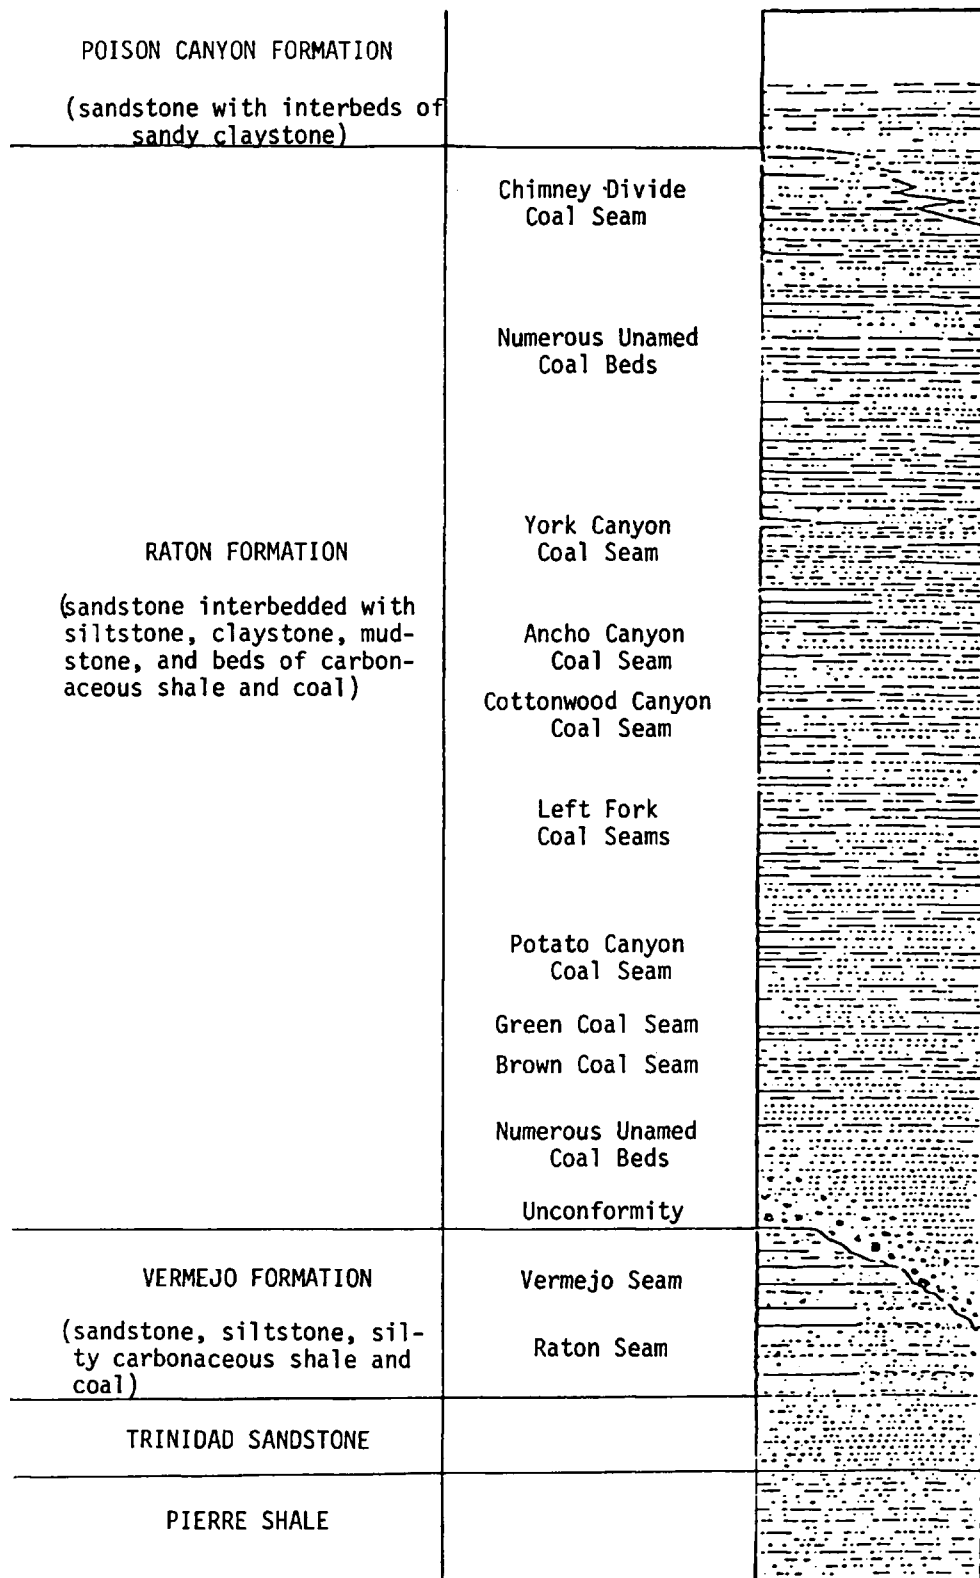 POISON CANYON FORMATION
(sandstone with interbeds of
sandy claystone)
Chimney Divide
Coal Seam
Numerous Unamed
Coal Beds
York Canyon
Coal Seam
RATON FORMATION
(sandstone interbedded with
siltstone, claystone, mud-
stone, and beds of carbon-
aceous shale and coal)
Ancho Canyon
Coal Seam
Cottonwood Canyon
Coal Seam
Left Fork
Coal Seams
Potato Canyon
Coal Seam
Green Coal Seam
Brown Coal Seam
Numerous Unamed
Coal Beds
Unconformity
VERMEJO FORMATION
(sandstone, siltstone, sil-
ty carbonaceous shale and
coal)
Vermejo Seam
Raton Seam
TRINIDAD SANDSTONE
PIERRE SHALE